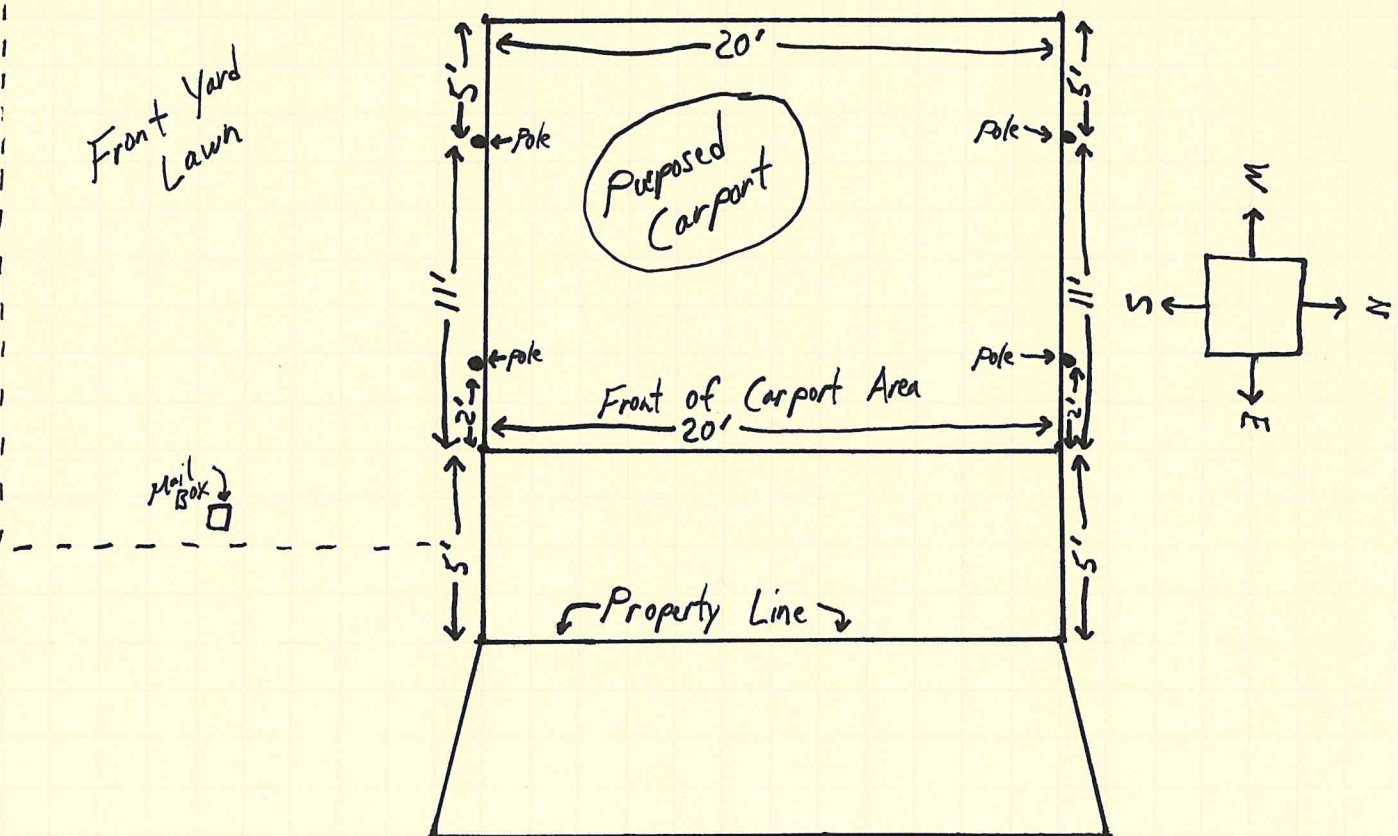 20'
5'
5'
Front Yard
Lawn
Pole
Pole
Purposed
Carport
W
S
N
E
11'
11'
Pole
Pole
Front of Carport Area
2'
20'
2'
Mail
Box
5'
5'
Property Line